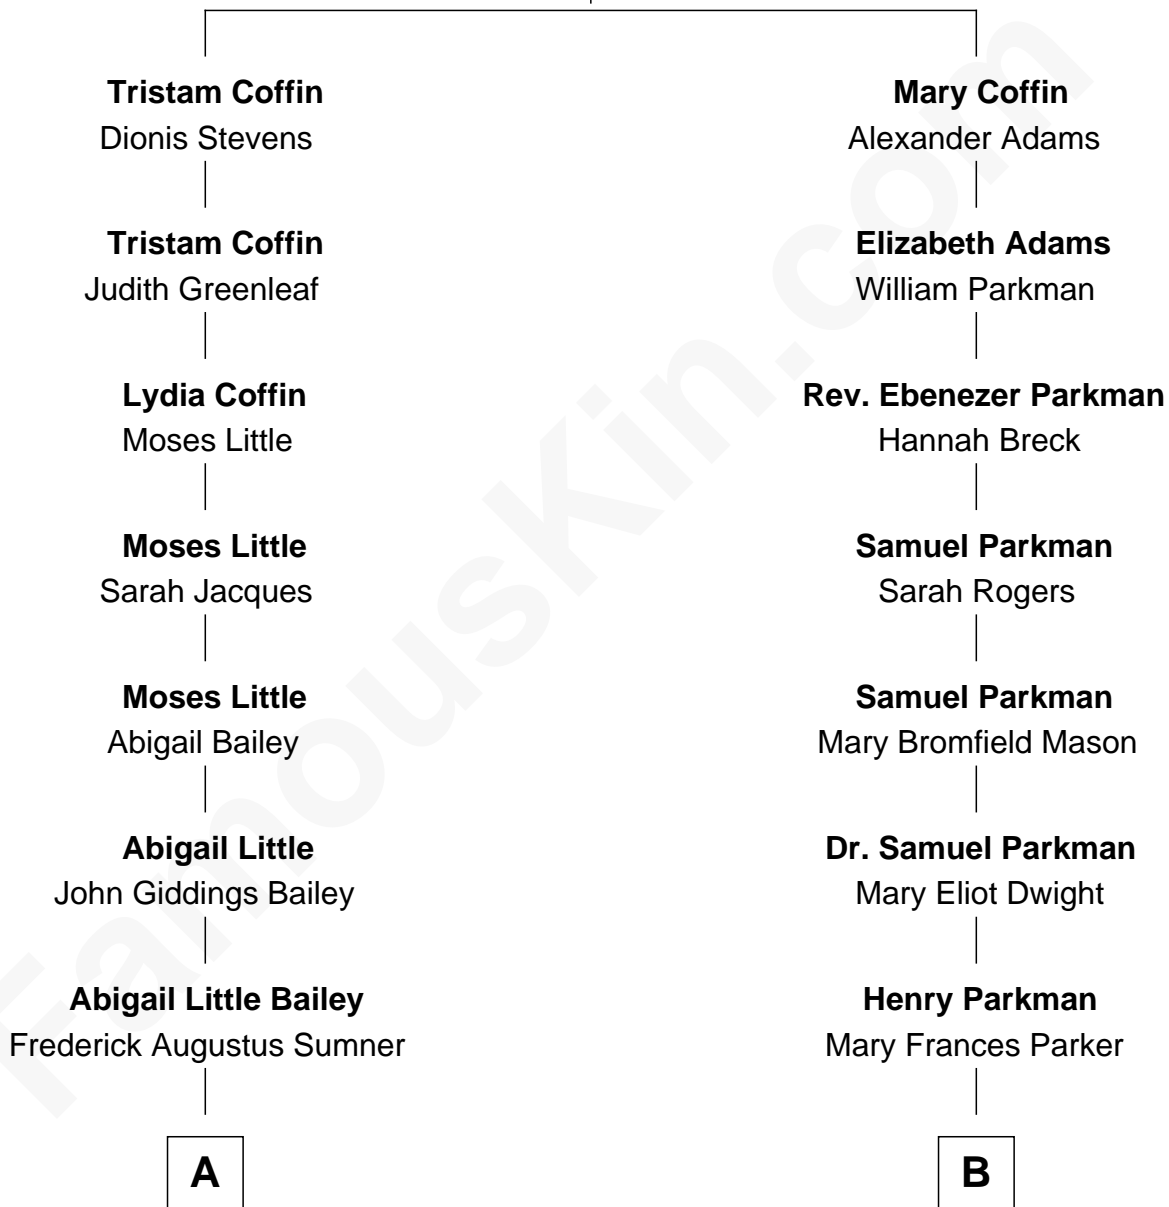 Tristam Coffin
Dionis Stevens
Tristam Coffin
Judith Greenleaf
Lydia Coffin
Moses Little
Moses Little
Sarah Jacques
Moses Little
Abigail Bailey
Abigail Little
John Giddings Bailey
Abigail Little Bailey
Frederick Augustus Sumner
A
Mary Coffin
Alexander Adams
Elizabeth Adams
William Parkman
Rev. Ebenezer Parkman
Hannah Breck
Samuel Parkman
Sarah Rogers
Samuel Parkman
Mary Bromfield Mason
Dr. Samuel Parkman
Mary Eliot Dwight
Henry Parkman
Mary Frances Parker
B
FamousKin.com